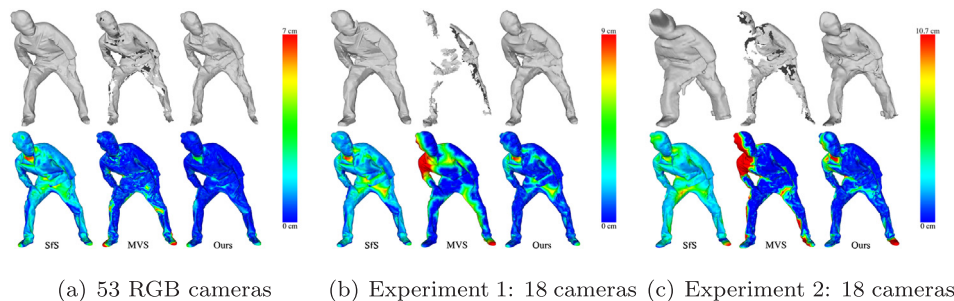 7 cm
0 cm
SfS MVS Ours
9 cm
0 cm
SfS MVS Ours
10.7 cm
0 cm
SfS MVS Ours
(a) 53 RGB cameras (b) Experiment 1: 18 cameras (c) Experiment 2: 18 cameras